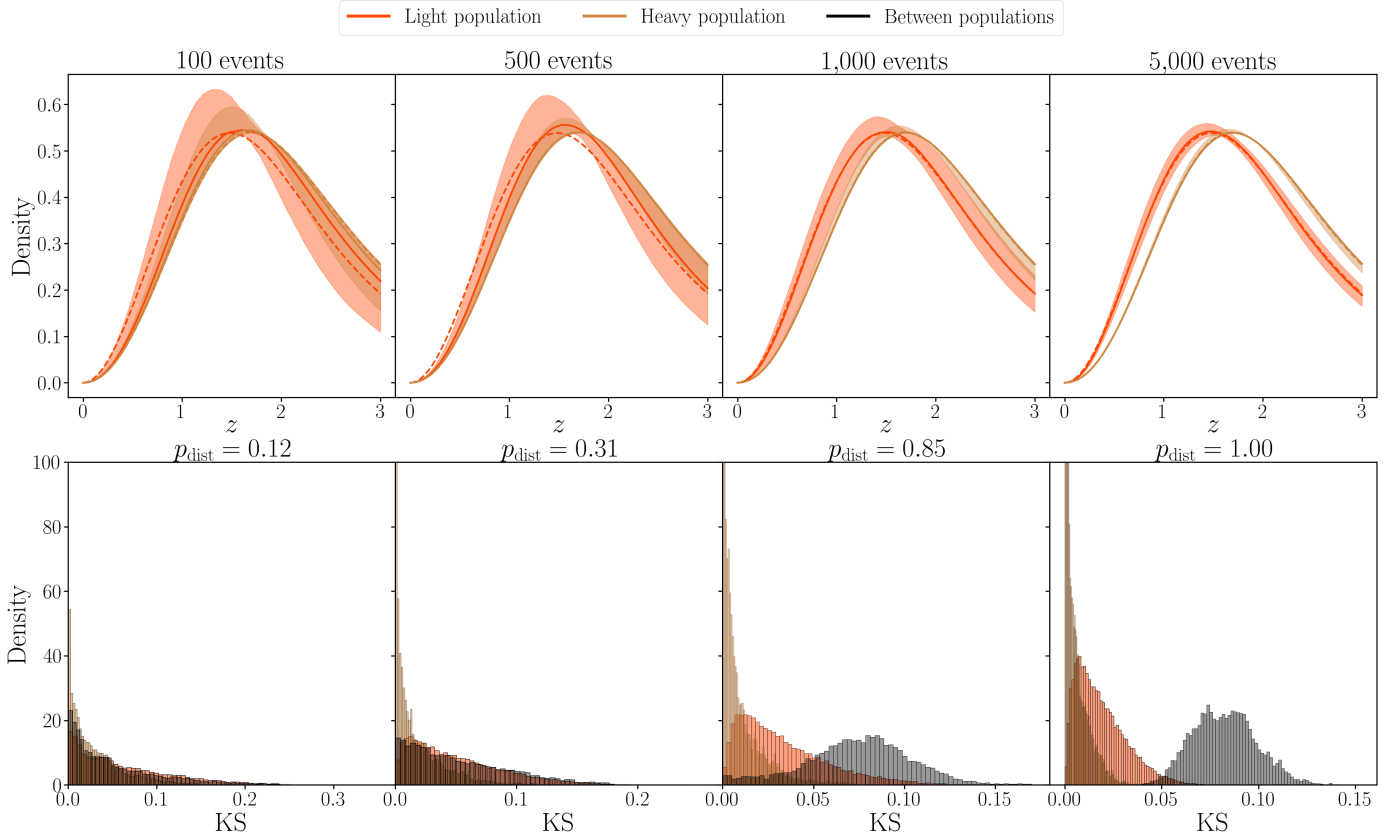 Light population Heavy population Between populations
100 events 500 events 1,000 events 5,000 events
Density
0.6
0.5
0.4
0.3
0.2
0.1
0.0
0 1 2 3 0 1 2 3 0 1 2 3 0 1 2 3
z z z z
p_dist = 0.12 p_dist = 0.31 p_dist = 0.85 p_dist = 1.00
Density
100
80
60
40
20
0
0.0 0.1 0.2 0.3 0.0 0.1 0.2 0.00 0.05 0.10 0.15 0.00 0.05 0.10 0.15
KS KS KS KS